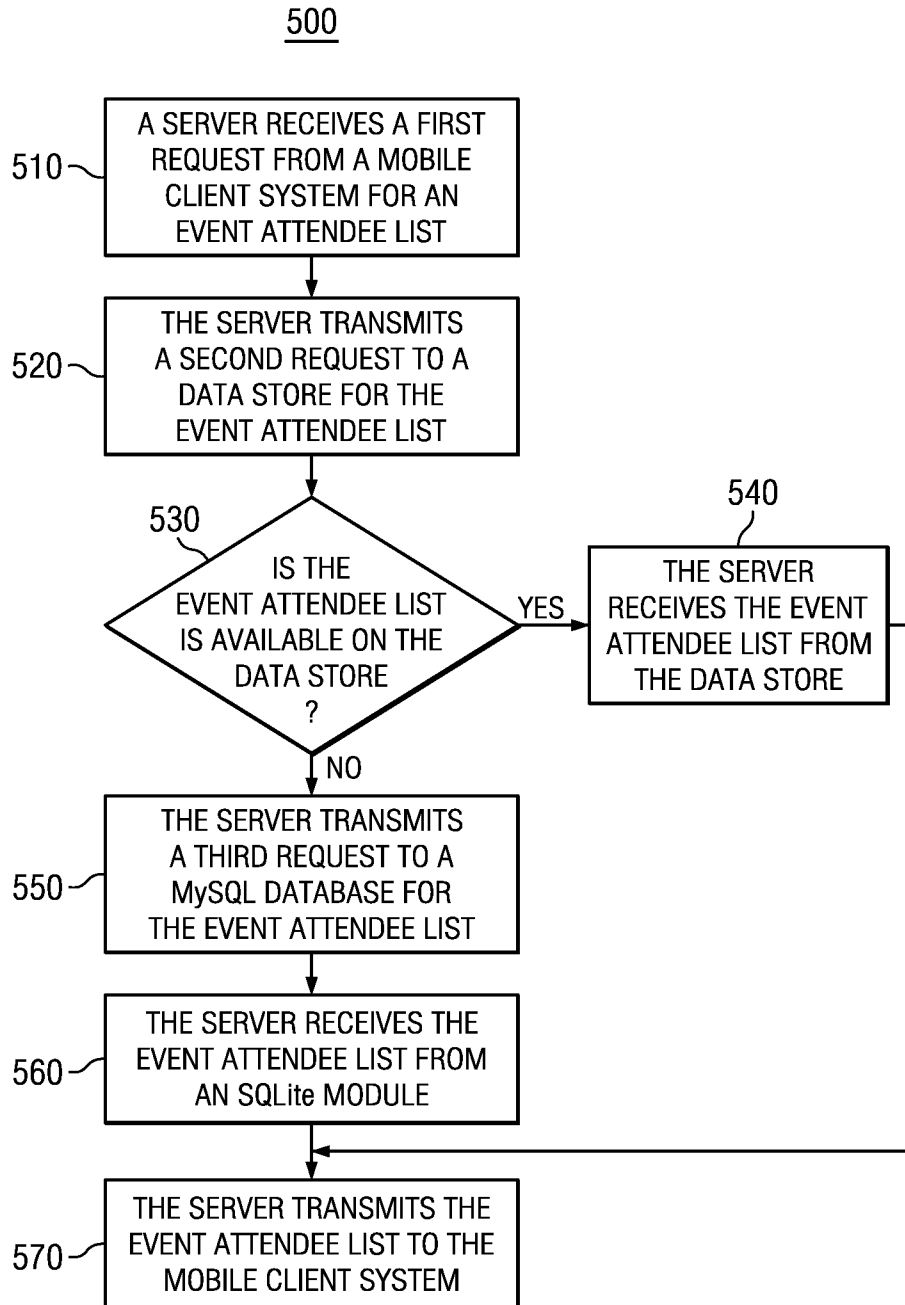 500
510
A SERVER RECEIVES A FIRST
REQUEST FROM A MOBILE
CLIENT SYSTEM FOR AN
EVENT ATTENDEE LIST
520
THE SERVER TRANSMITS
A SECOND REQUEST TO A
DATA STORE FOR THE
EVENT ATTENDEE LIST
530
IS THE
EVENT ATTENDEE LIST
IS AVAILABLE ON THE
DATA STORE
?
YES
540
THE SERVER
RECEIVES THE EVENT
ATTENDEE LIST FROM
THE DATA STORE
NO
550
THE SERVER TRANSMITS
A THIRD REQUEST TO A
MySQL DATABASE FOR
THE EVENT ATTENDEE LIST
560
THE SERVER RECEIVES THE
EVENT ATTENDEE LIST FROM
AN SQLite MODULE
570
THE SERVER TRANSMITS THE
EVENT ATTENDEE LIST TO THE
MOBILE CLIENT SYSTEM